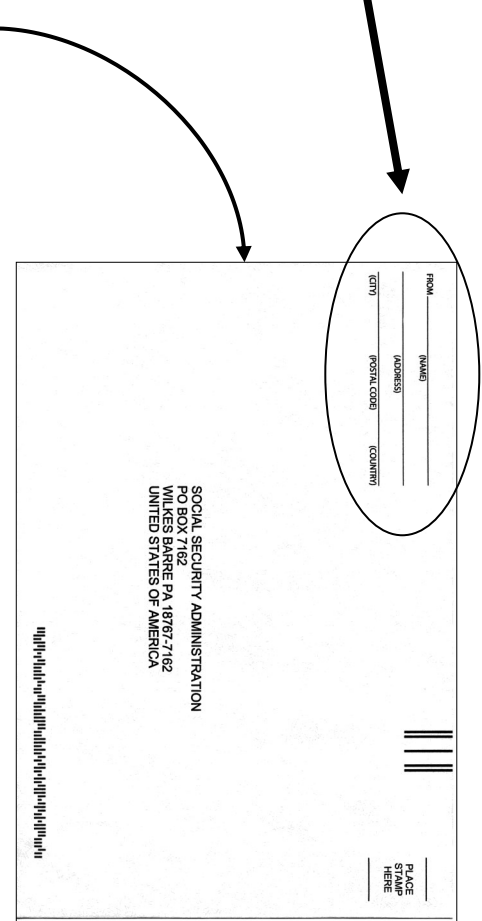 FROM
(NAME)
(ADDRESS)
(CITY) (POSTAL CODE) (COUNTRY)
PLACE
STAMP
HERE
SOCIAL SECURITY ADMINISTRATION
PO BOX 7162
WILKES BARRE PA 18767-7162
UNITED STATES OF AMERICA